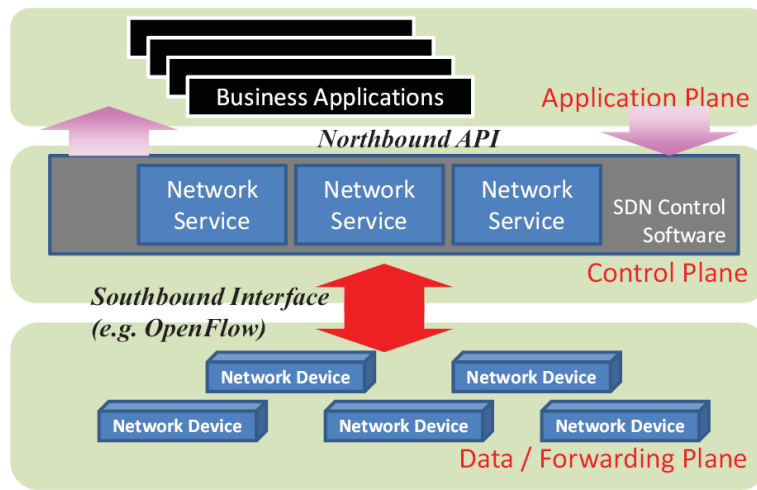 Business Applications
Application Plane
Northbound API
Network
Service
Network
Service
Network
Service
SDN Control
Software
Control Plane
Southbound Interface
(e.g. OpenFlow)
Network Device
Network Device
Network Device
Network Device
Network Device
Data / Forwarding Plane